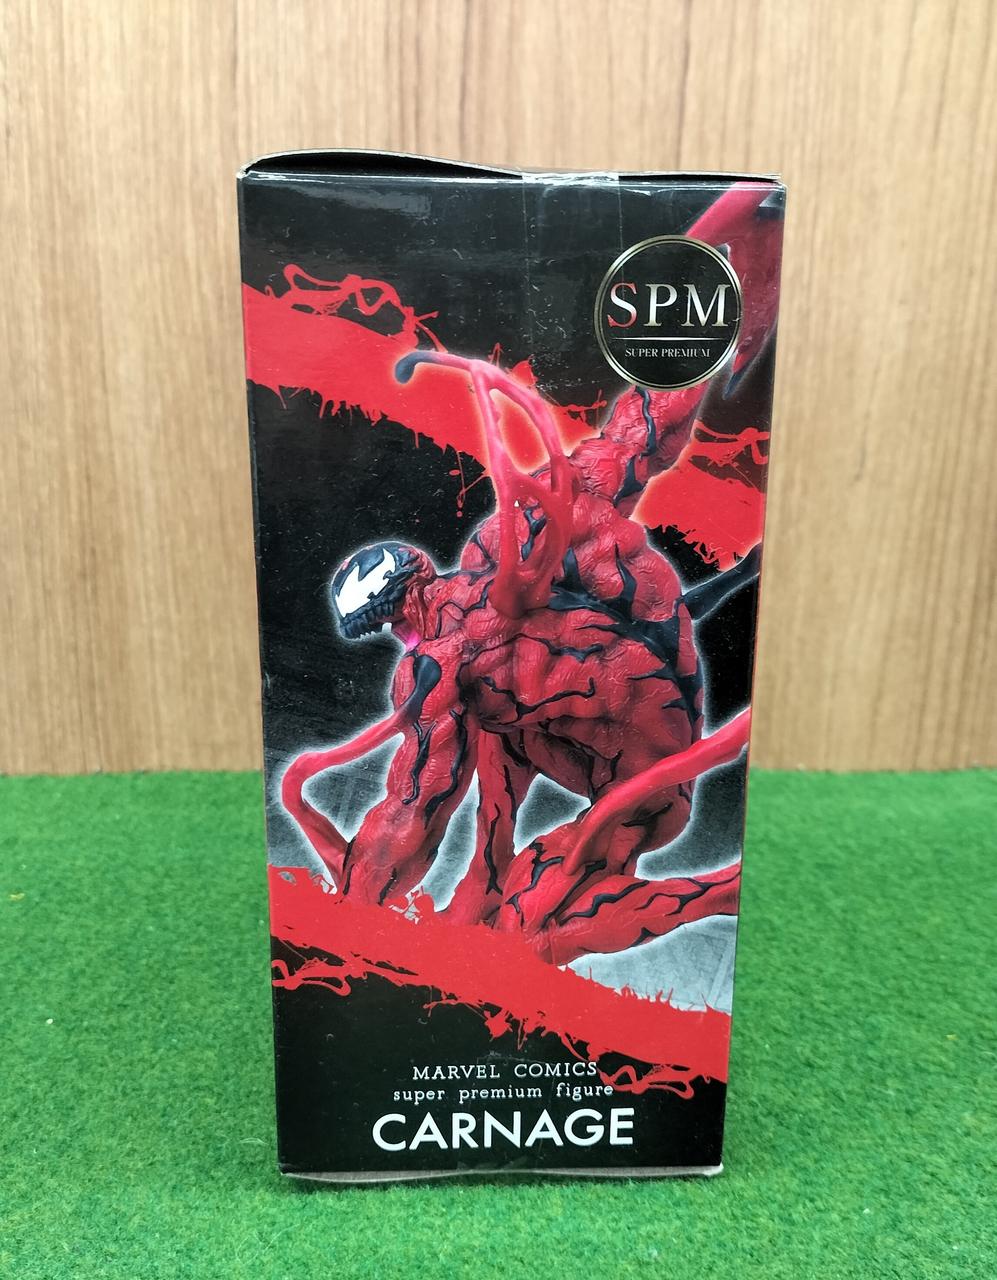 SPM
SUPER PREMIUM
MARVEL COMICS
super premium figure
CARNAGE